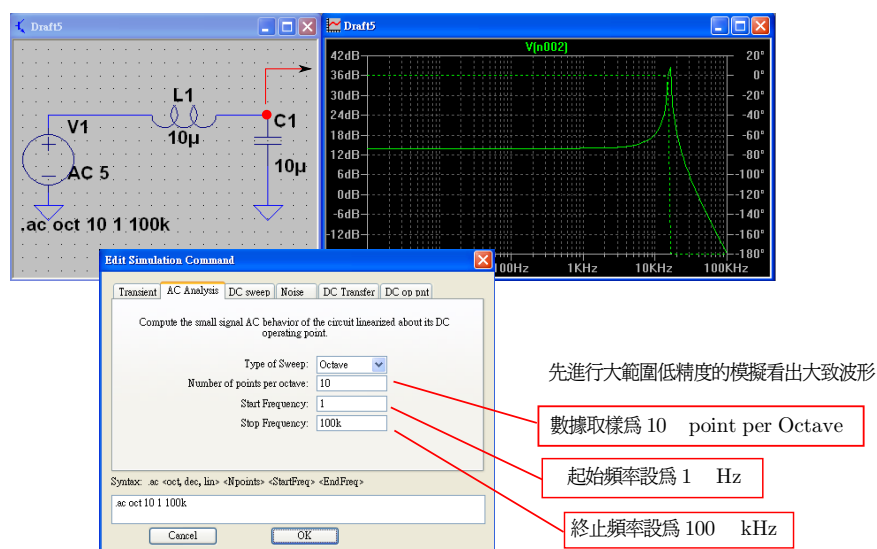 Draft5
L1
10µ
V1
AC 5
C1
10µ
.ac oct 10 1 100k
Draft5
V[n002]
42dB
36dB
30dB
24dB
18dB
12dB
6dB
0dB
-6dB
-12dB
20°
0°
-20°
-40°
-60°
-80°
-100°
-120°
-140°
-160°
-180°
00Hz
1KHz
10KHz
100KHz
Edit Simulation Command
Transient AC Analysis DC sweep Noise DC Transfer DC op pnt
Compute the small signal AC behavior of the circuit linearized about its DC
operating point.
Type of Sweep: Octave
Number of points per octave: 10
Start Frequency: 1
Stop Frequency: 100k
Syntax: .ac <oct, dec, lin> <Npoints> <StartFreq> <EndFreq>
.ac oct 10 1 100k
Cancel OK
先進行大範圍低精度的模擬看出大致波形
數據取樣爲 10 point per Octave
起始頻率設爲 1 Hz
終止頻率設爲 100 kHz